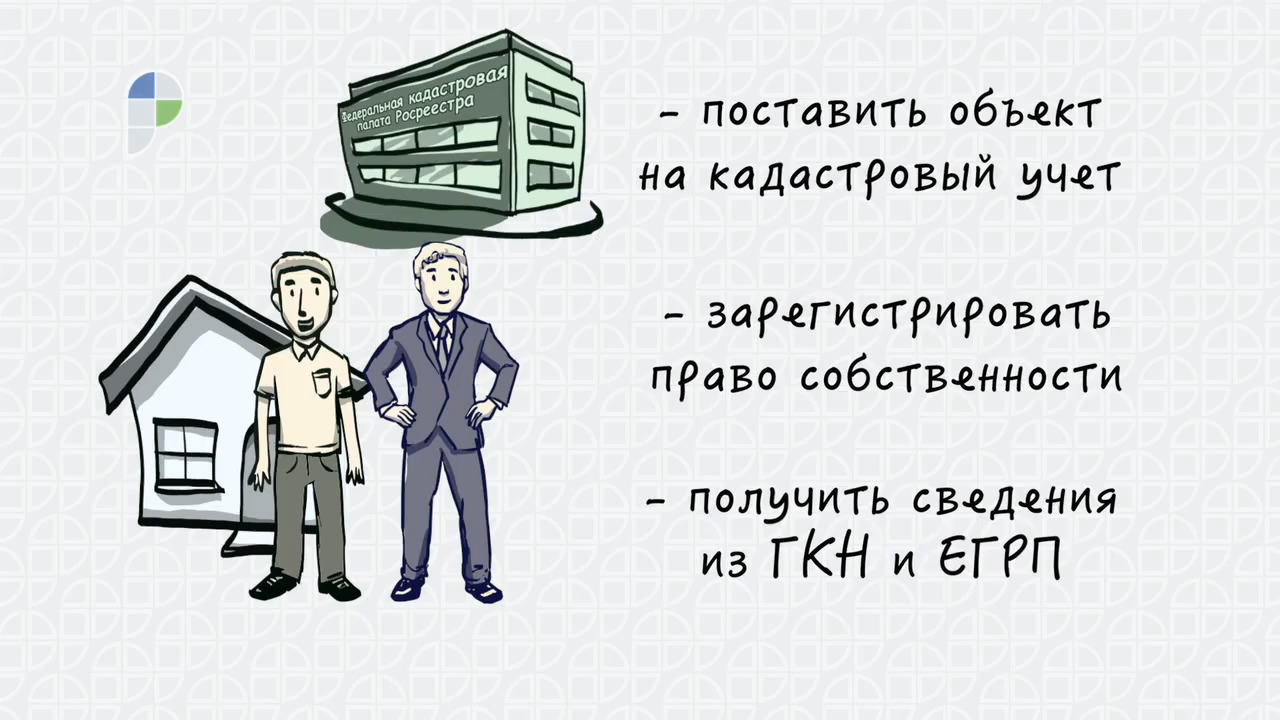 Федеральная кадастровая
палата Росреестра
- поставить объект
на кадастровый учет
- зарегистрировать
право собственности
- получить сведения
из ГКН и ЕГРП